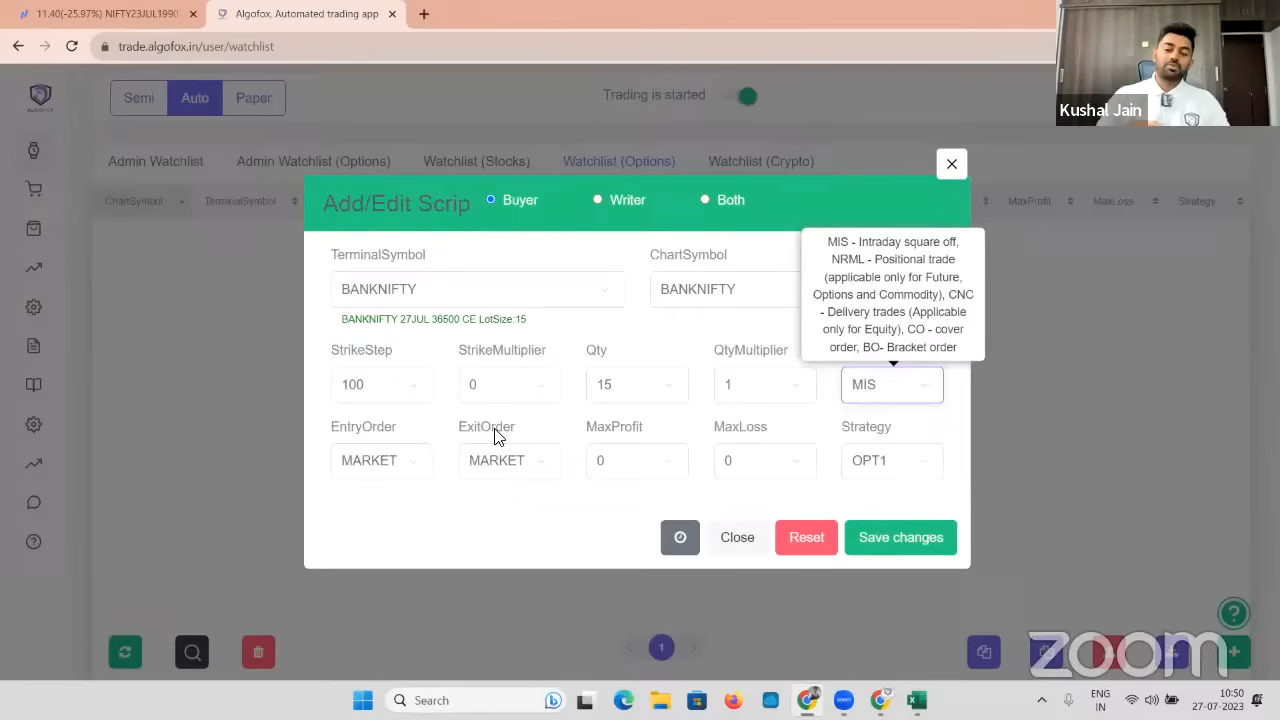 11.40(-25.97%) NIFTY23JUL1990
Algofox, Automated trading app
trade.algofox.in/user/watchlist
Kushal Jain
ALGOFOX
Semi
Auto
Paper
Trading is started
Admin Watchlist
Admin Watchlist (Options)
Watchlist (Stocks)
Watchlist (Options)
Watchlist (Crypto)
ChartSymbol
TerminalSymbol
MaxProfit
MaxLoss
Strategy
Add/Edit Scrip
Buyer
Writer
Both
TerminalSymbol
ChartSymbol
BANKNIFTY
BANKNIFTY
BANKNIFTY 27JUL 36500 CE LotSize:15
MIS - Intraday square off,
NRML - Positional trade
(applicable only for Future,
Options and Commodity), CNC
- Delivery trades (Applicable
only for Equity), CO - cover
order, BO- Bracket order
StrikeStep
StrikeMultiplier
Qty
QtyMultiplier
100
0
15
1
MIS
EntryOrder
ExitOrder
MaxProfit
MaxLoss
Strategy
MARKET
MARKET
0
0
OPT1
Close
Reset
Save changes
1
zoom
Search
ENG
IN
10:50
27-07-2023